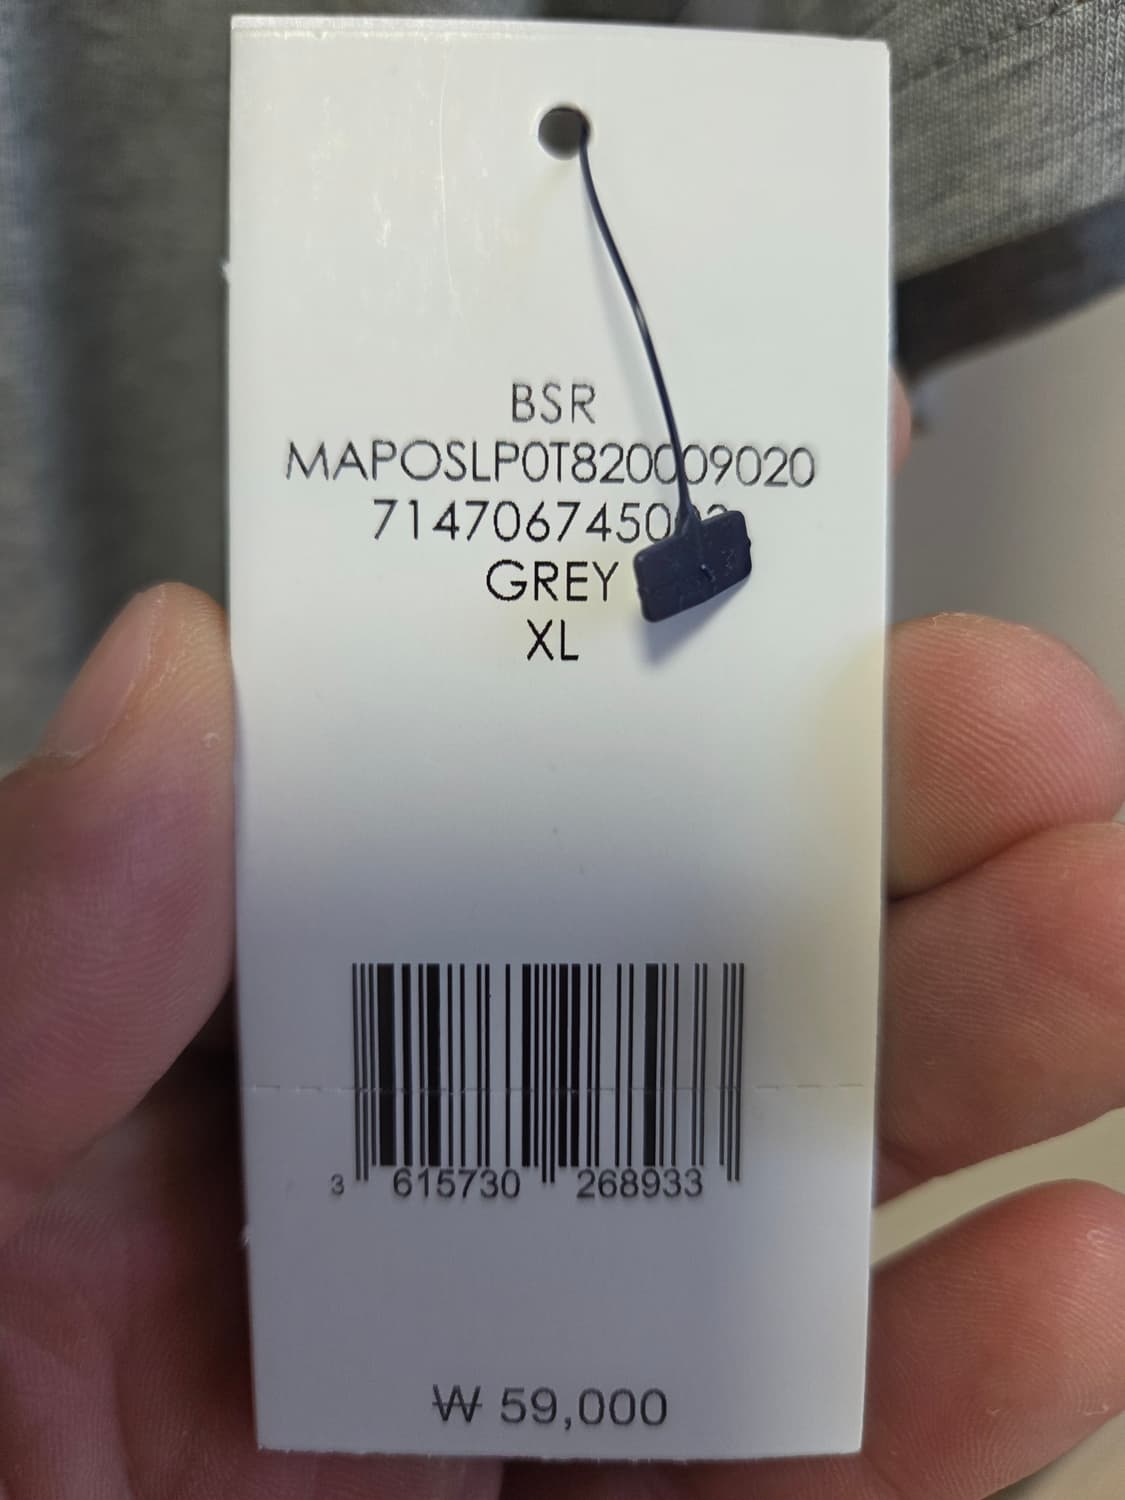 BSR
MAPOSLP0T820009020
GREY
XL
3 615730 268933
₩ 59,000